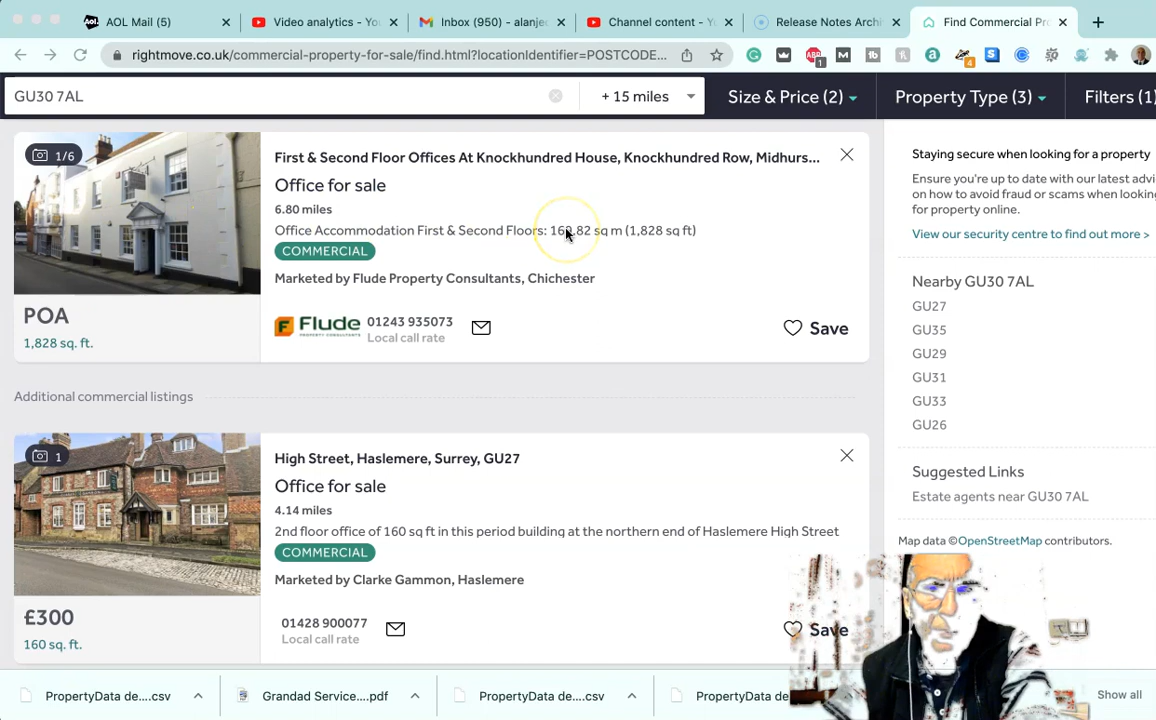 AOL Mail (5)
Video analytics - Yo
Inbox (950) - alanje
Channel content - Y
Release Notes Archi
Find Commercial Pr
rightmove.co.uk/commercial-property-for-sale/find.html?locationIdentifier=POSTCODE...
GU30 7AL
+ 15 miles
Size & Price (2)
Property Type (3)
Filters (1)
1/6
First & Second Floor Offices At Knockhundred House, Knockhundred Row, Midhurs...
Office for sale
6.80 miles
Office Accommodation First & Second Floors: 169.82 sq m (1,828 sq ft)
COMMERCIAL
Marketed by Flude Property Consultants, Chichester
POA
1,828 sq. ft.
Flude
PROPERTY CONSULTANTS
01243 935073
Local call rate
Save
Additional commercial listings
1
High Street, Haslemere, Surrey, GU27
Office for sale
4.14 miles
2nd floor office of 160 sq ft in this period building at the northern end of Haslemere High Street
COMMERCIAL
Marketed by Clarke Gammon, Haslemere
£300
160 sq. ft.
01428 900077
Local call rate
Save
Staying secure when looking for a property
Ensure you're up to date with our latest advi
on how to avoid fraud or scams when looking
for property online.
View our security centre to find out more >
Nearby GU30 7AL
GU27
GU35
GU29
GU31
GU33
GU26
Suggested Links
Estate agents near GU30 7AL
Map data ©OpenStreetMap contributors.
PropertyData de....csv
Grandad Service....pdf
PropertyData de....csv
PropertyData de
Show all